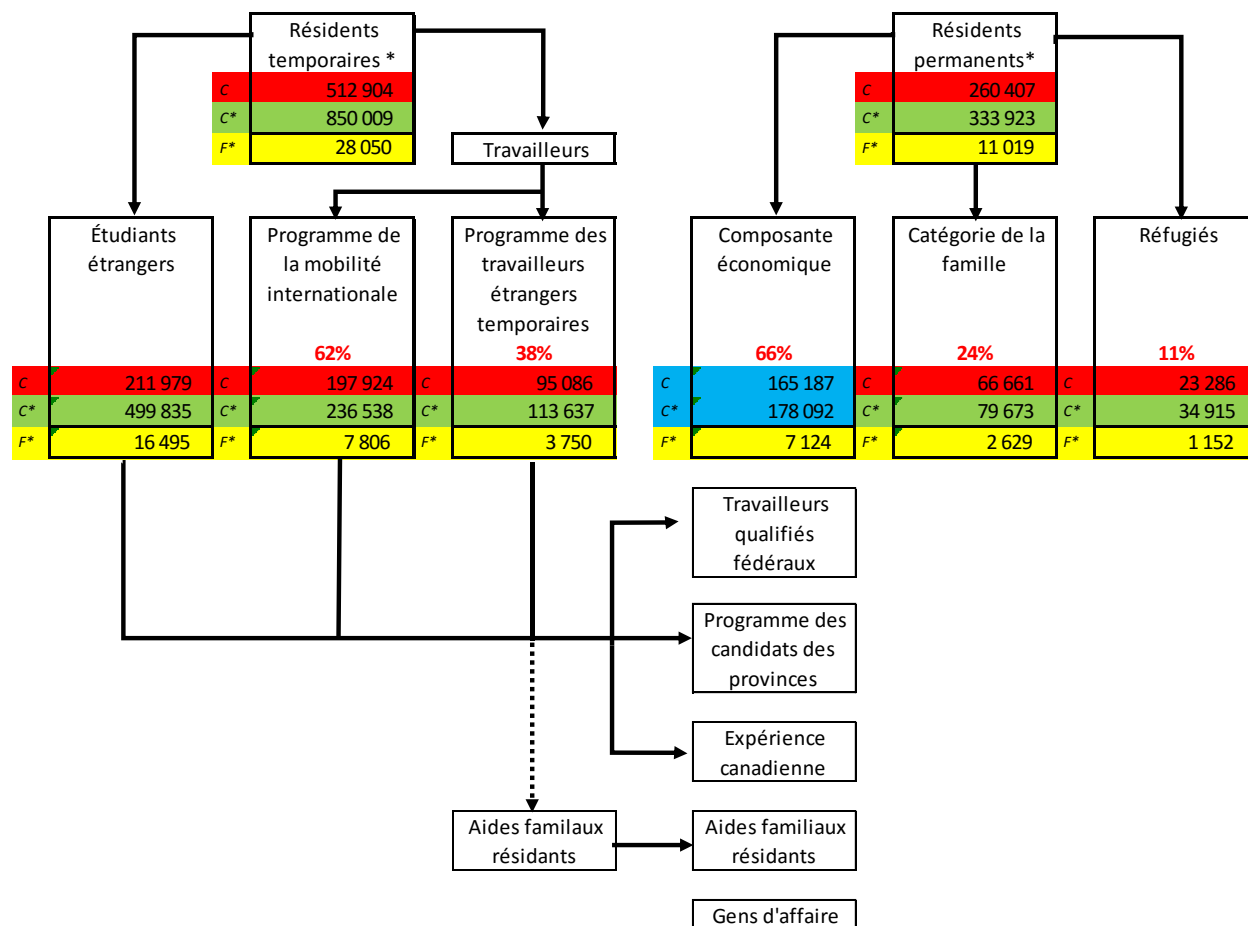 Résidents
temporaires *
C 512 904
C* 850 009
F* 28 050
Travailleurs
Résidents
permanents*
C 260 407
C* 333 923
F* 11 019
Étudiants
étrangers
C 211 979
C* 499 835
F* 16 495
Programme de
la mobilité
internationale
62%
C 197 924
C* 236 538
F* 7 806
Programme des
travailleurs
étrangers
temporaires
38%
C 95 086
C* 113 637
F* 3 750
Composante
économique
66%
C 165 187
C* 178 092
F* 7 124
Catégorie de la
famille
24%
C 66 661
C* 79 673
F* 2 629
Réfugiés
11%
C 23 286
C* 34 915
F* 1 152
Travailleurs
qualifiés
fédéraux
Programme des
candidats des
provinces
Expérience
canadienne
Aides familaux
résidants
Aides familiaux
résidants
Gens d'affaire